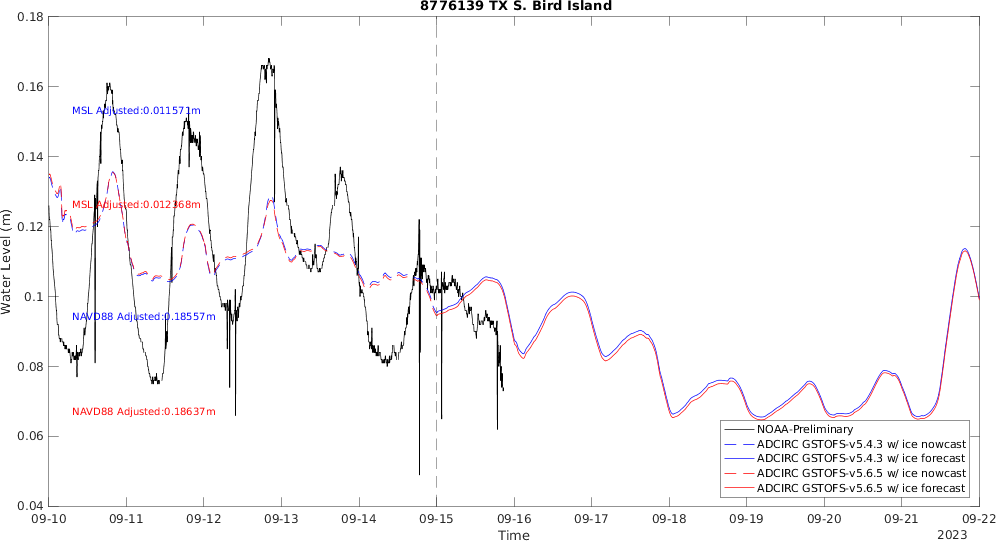 8776139 TX S. Bird Island
Water Level (m)
0.18
0.16
0.14
0.12
0.1
0.08
0.06
0.04
MSL Adjusted:0.011571m
MSL Adjusted:0.012368m
NAVD88 Adjusted:0.18557m
NAVD88 Adjusted:0.18637m
NOAA-Preliminary
ADCIRC GSTOFS-v5.4.3 w/ ice nowcast
ADCIRC GSTOFS-v5.4.3 w/ ice forecast
ADCIRC GSTOFS-v5.6.5 w/ ice nowcast
ADCIRC GSTOFS-v5.6.5 w/ ice forecast
09-10 09-11 09-12 09-13 09-14 09-15 09-16 09-17 09-18 09-19 09-20 09-21 09-22
Time
2023